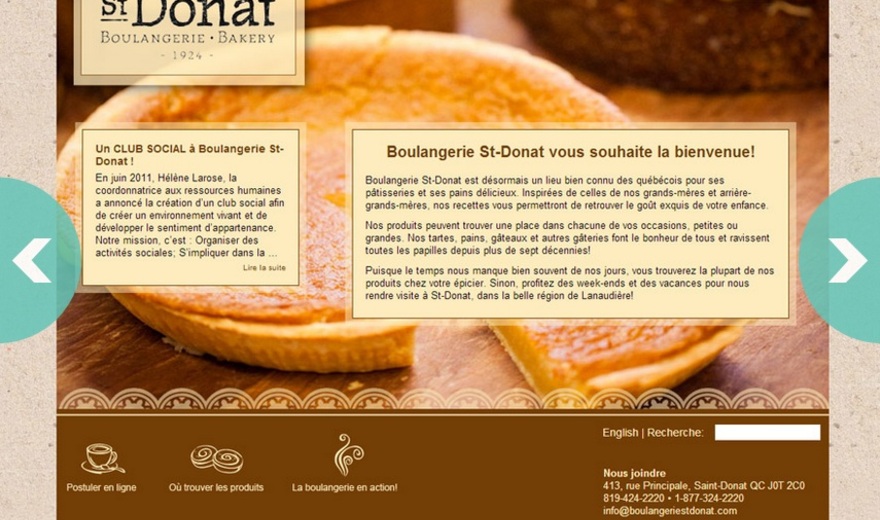 St Donat
BOULANGERIE • BAKERY
- 1924 -
Un CLUB SOCIAL à Boulangerie St-
Donat !
En juin 2011, Hélène Larose, la
coordonnatrice aux ressources humaines
a annoncé la création d'un club social afin
de créer un environnement vivant et de
développer le sentiment d'appartenance.
Notre mission, c'est : Organiser des
activités sociales; S'impliquer dans la ...
Lire la suite
Boulangerie St-Donat vous souhaite la bienvenue!
Boulangerie St-Donat est désormais un lieu bien connu des québécois pour ses
pâtisseries et ses pains délicieux. Inspirées de celles de nos grands-mères et arrière-
grands-mères, nos recettes vous permettront de retrouver le goût exquis de votre enfance.
Nos produits peuvent trouver une place dans chacune de vos occasions, petites ou
grandes. Nos tartes, pains, gâteaux et autres gâteries font le bonheur de tous et ravissent
toutes les papilles depuis plus de sept décennies!
Puisque le temps nous manque bien souvent de nos jours, vous trouverez la plupart de nos
produits chez votre épicier. Sinon, profitez des week-ends et des vacances pour nous
rendre visite à St-Donat, dans la belle région de Lanaudière!
English | Recherche:
Postuler en ligne
Où trouver les produits
La boulangerie en action!
Nous joindre
413, rue Principale, Saint-Donat QC J0T 2C0
819-424-2220 • 1-877-324-2220
info@boulangeriestdonat.com